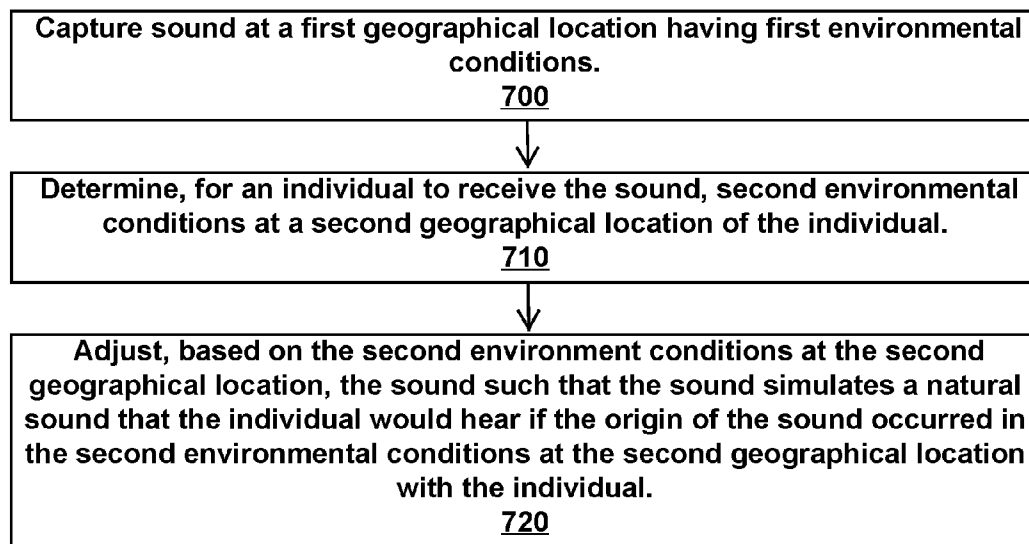 Capture sound at a first geographical location having first environmental
conditions.
700
Determine, for an individual to receive the sound, second environmental
conditions at a second geographical location of the individual.
710
Adjust, based on the second environment conditions at the second
geographical location, the sound such that the sound simulates a natural
sound that the individual would hear if the origin of the sound occurred in
the second environmental conditions at the second geographical location
with the individual.
720